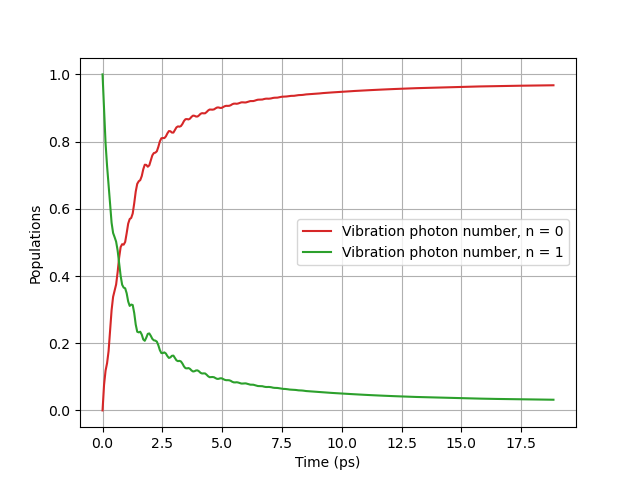 1.0
0.8
0.6
0.4
0.2
0.0
Populations
Vibration photon number, n = 0
Vibration photon number, n = 1
0.0 2.5 5.0 7.5 10.0 12.5 15.0 17.5
Time (ps)